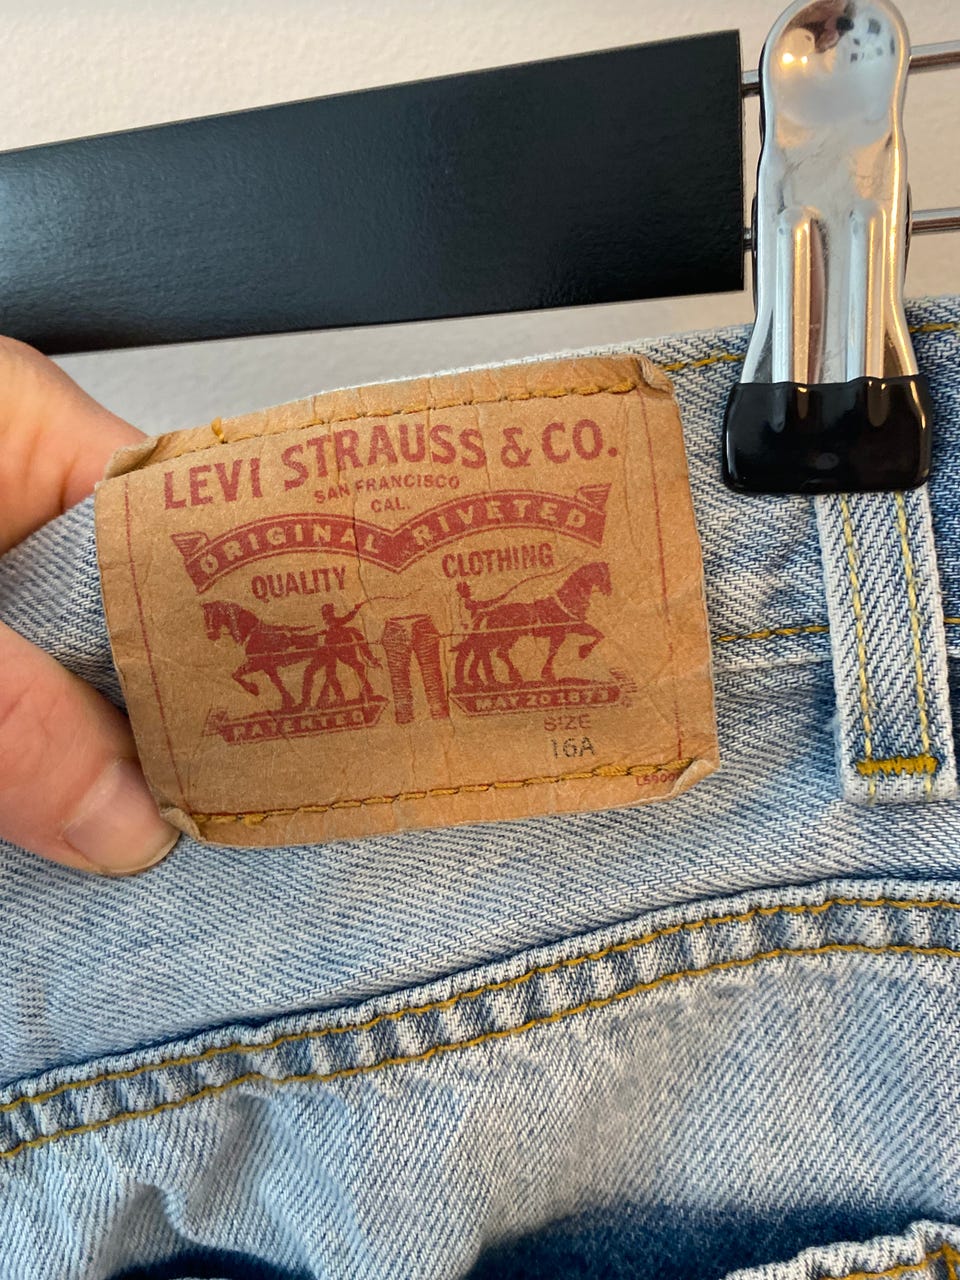 LEVI STRAUSS & CO.
SAN FRANCISCO
CAL.
ORIGINAL RIVETED
QUALITY CLOTHING
PATENTED MAY 20 1873
SIZE
16A